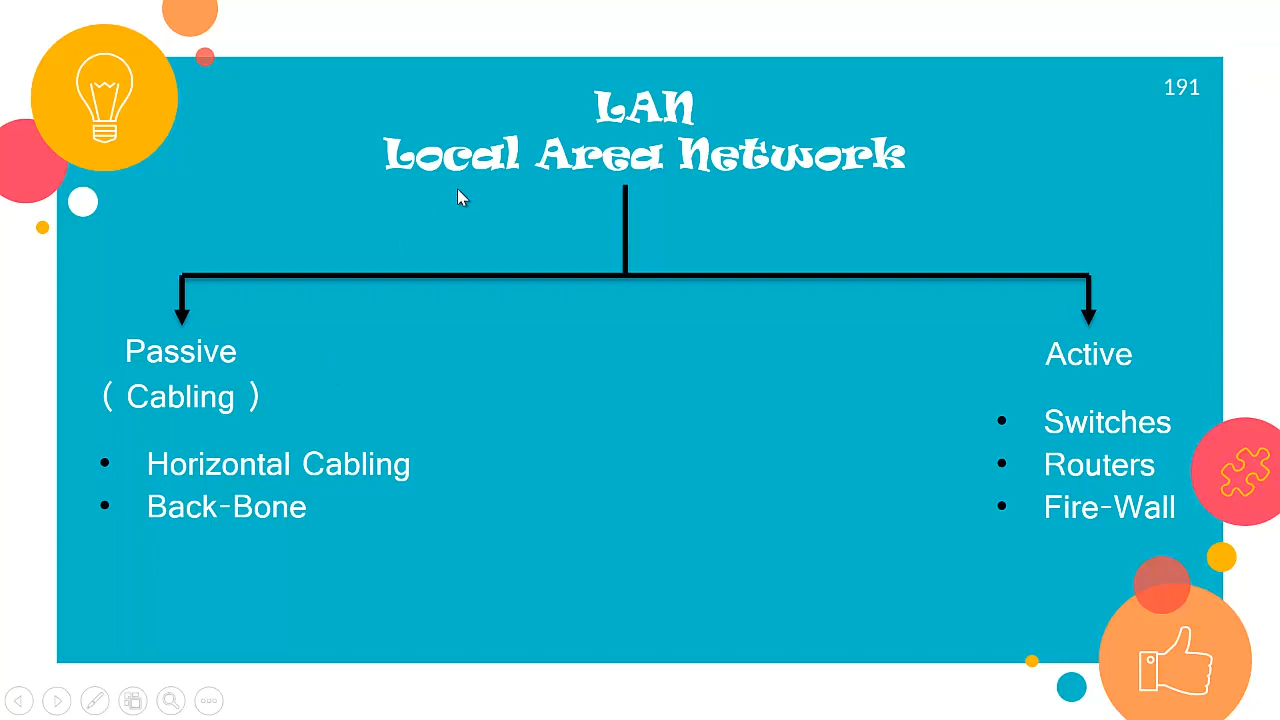 191
LAN
Local Area Network
Passive
( Cabling )
• Horizontal Cabling
• Back-Bone
Active
• Switches
• Routers
• Fire-Wall